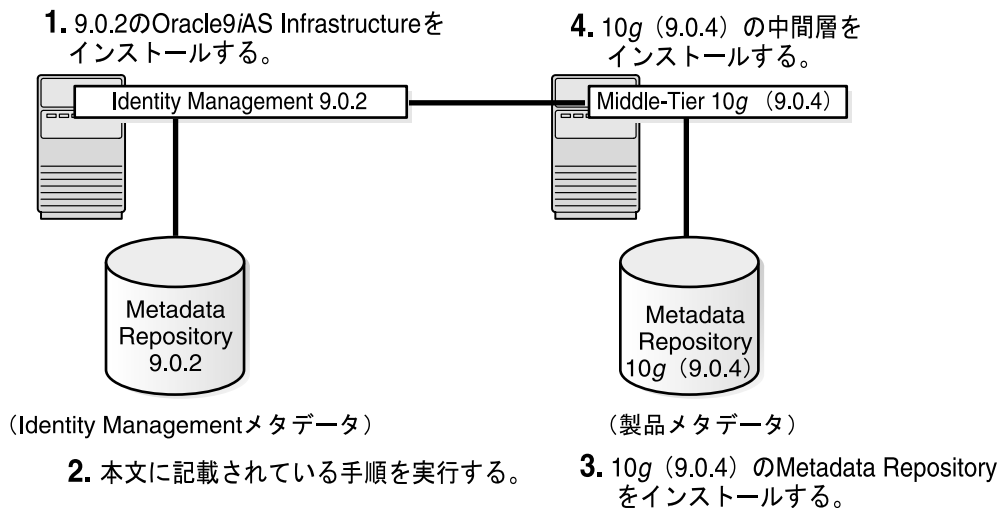 1. 9.0.2のOracle9iAS Infrastructureを
インストールする。
4. 10g（9.0.4）の中間層を
インストールする。
Identity Management 9.0.2
Middle-Tier 10g （9.0.4）
Metadata
Repository
9.0.2
Metadata
Repository
10g（9.0.4）
（Identity Managementメタデータ）
（製品メタデータ）
2. 本文に記載されている手順を実行する。
3. 10g（9.0.4）のMetadata Repository
をインストールする。